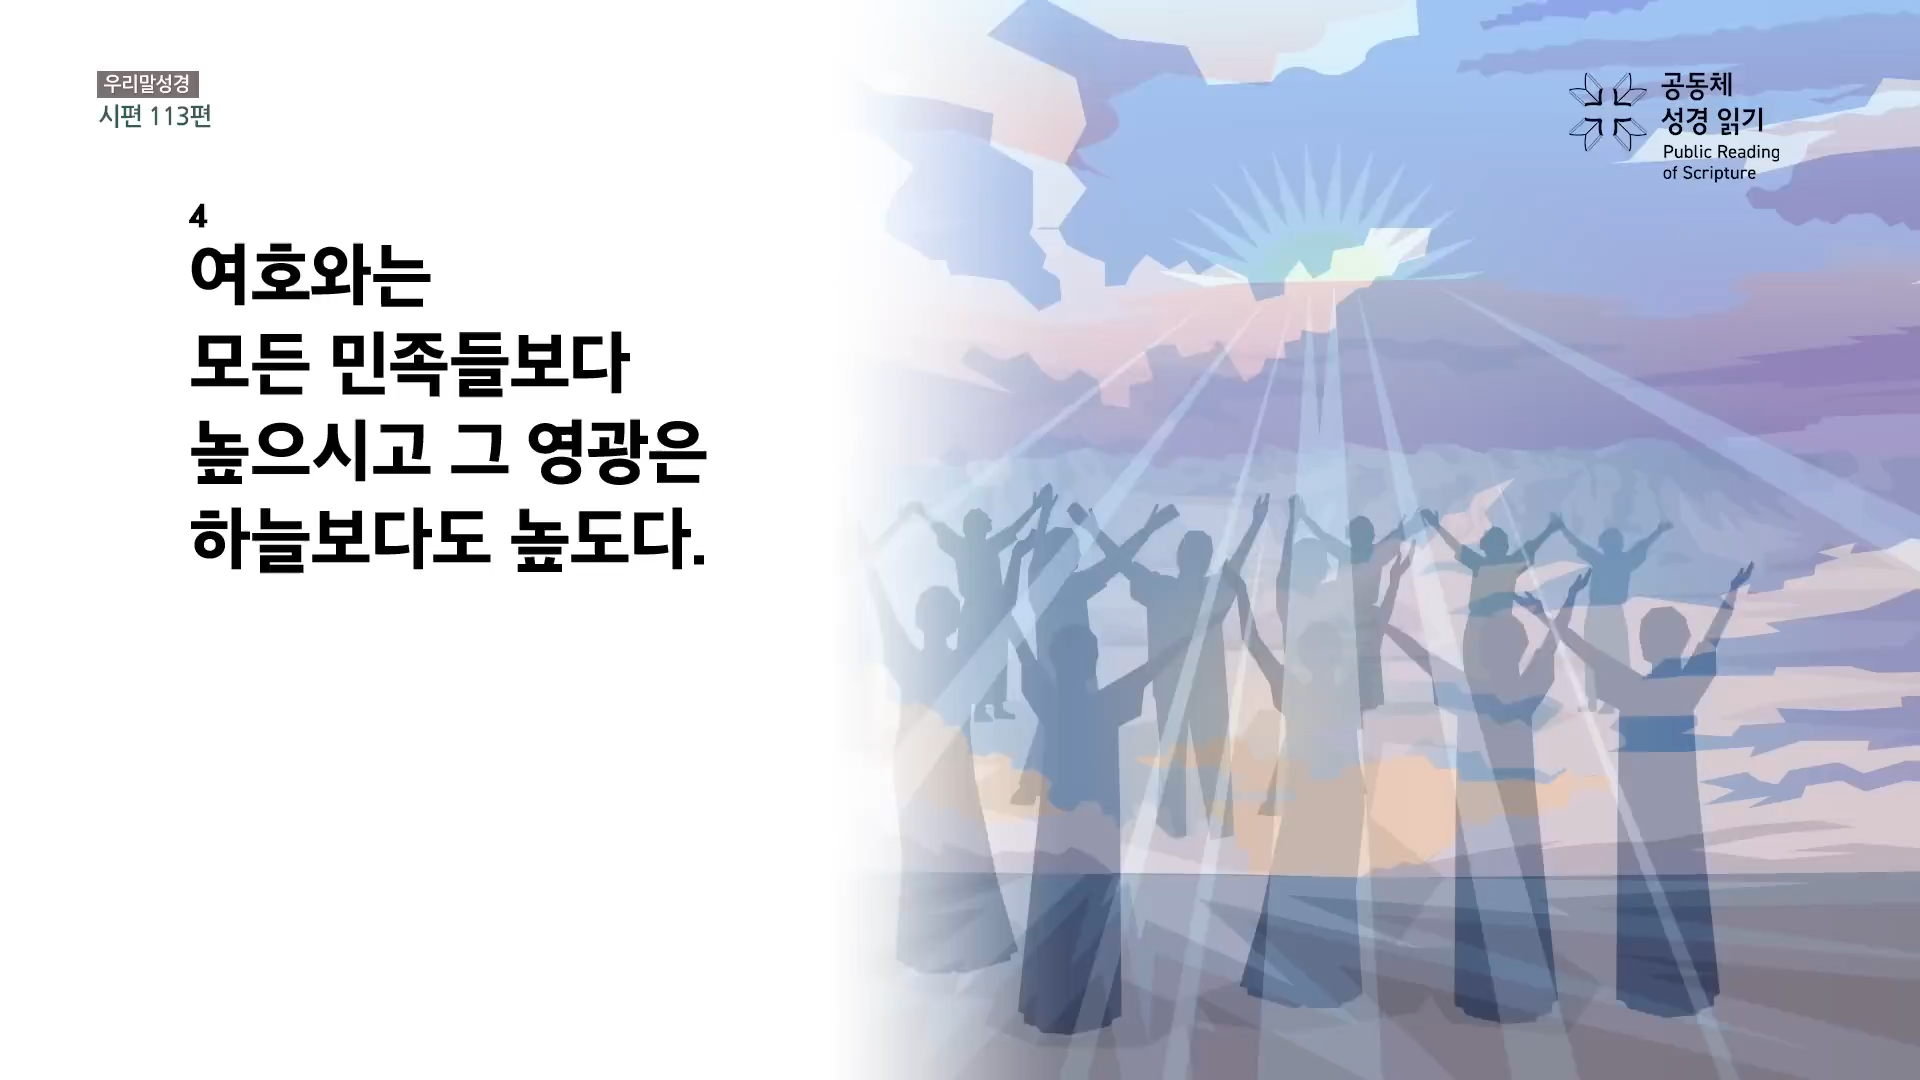 우리말성경
시편 113편
공동체
성경 읽기
Public Reading
of Scripture
4
여호와는
모든 민족들보다
높으시고 그 영광은
하늘보다도 높도다.